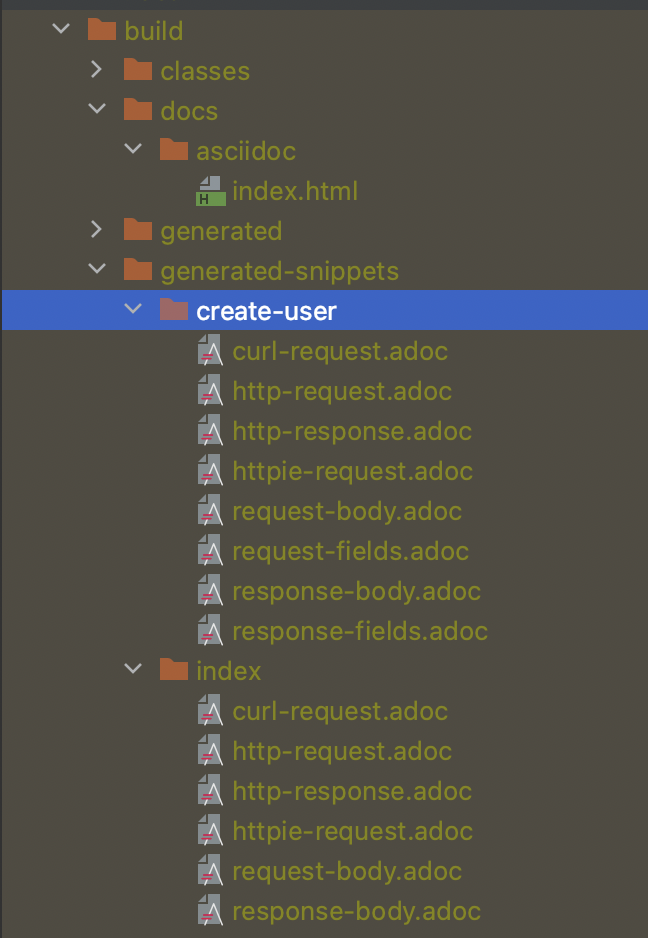 build
classes
docs
asciidoc
H index.html
generated
generated-snippets
create-user
curl-request.adoc
http-request.adoc
http-response.adoc
httpie-request.adoc
request-body.adoc
request-fields.adoc
response-body.adoc
response-fields.adoc
index
curl-request.adoc
http-request.adoc
http-response.adoc
httpie-request.adoc
request-body.adoc
response-body.adoc